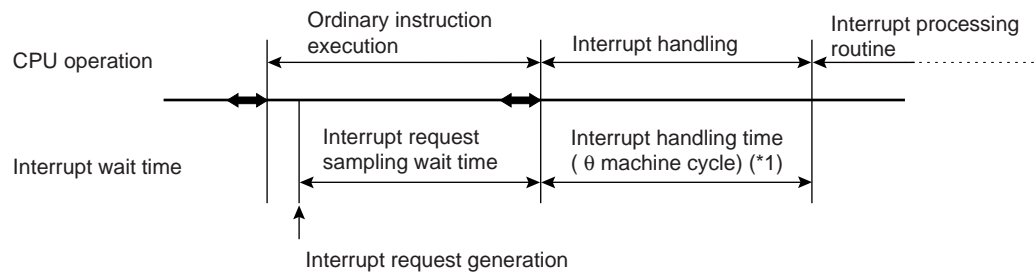 Ordinary instruction
execution
Interrupt processing
routine
CPU operation
Interrupt handling
Interrupt request
sampling wait time
Interrupt handling time
( θ machine cycle) (*1)
Interrupt wait time
Interrupt request generation